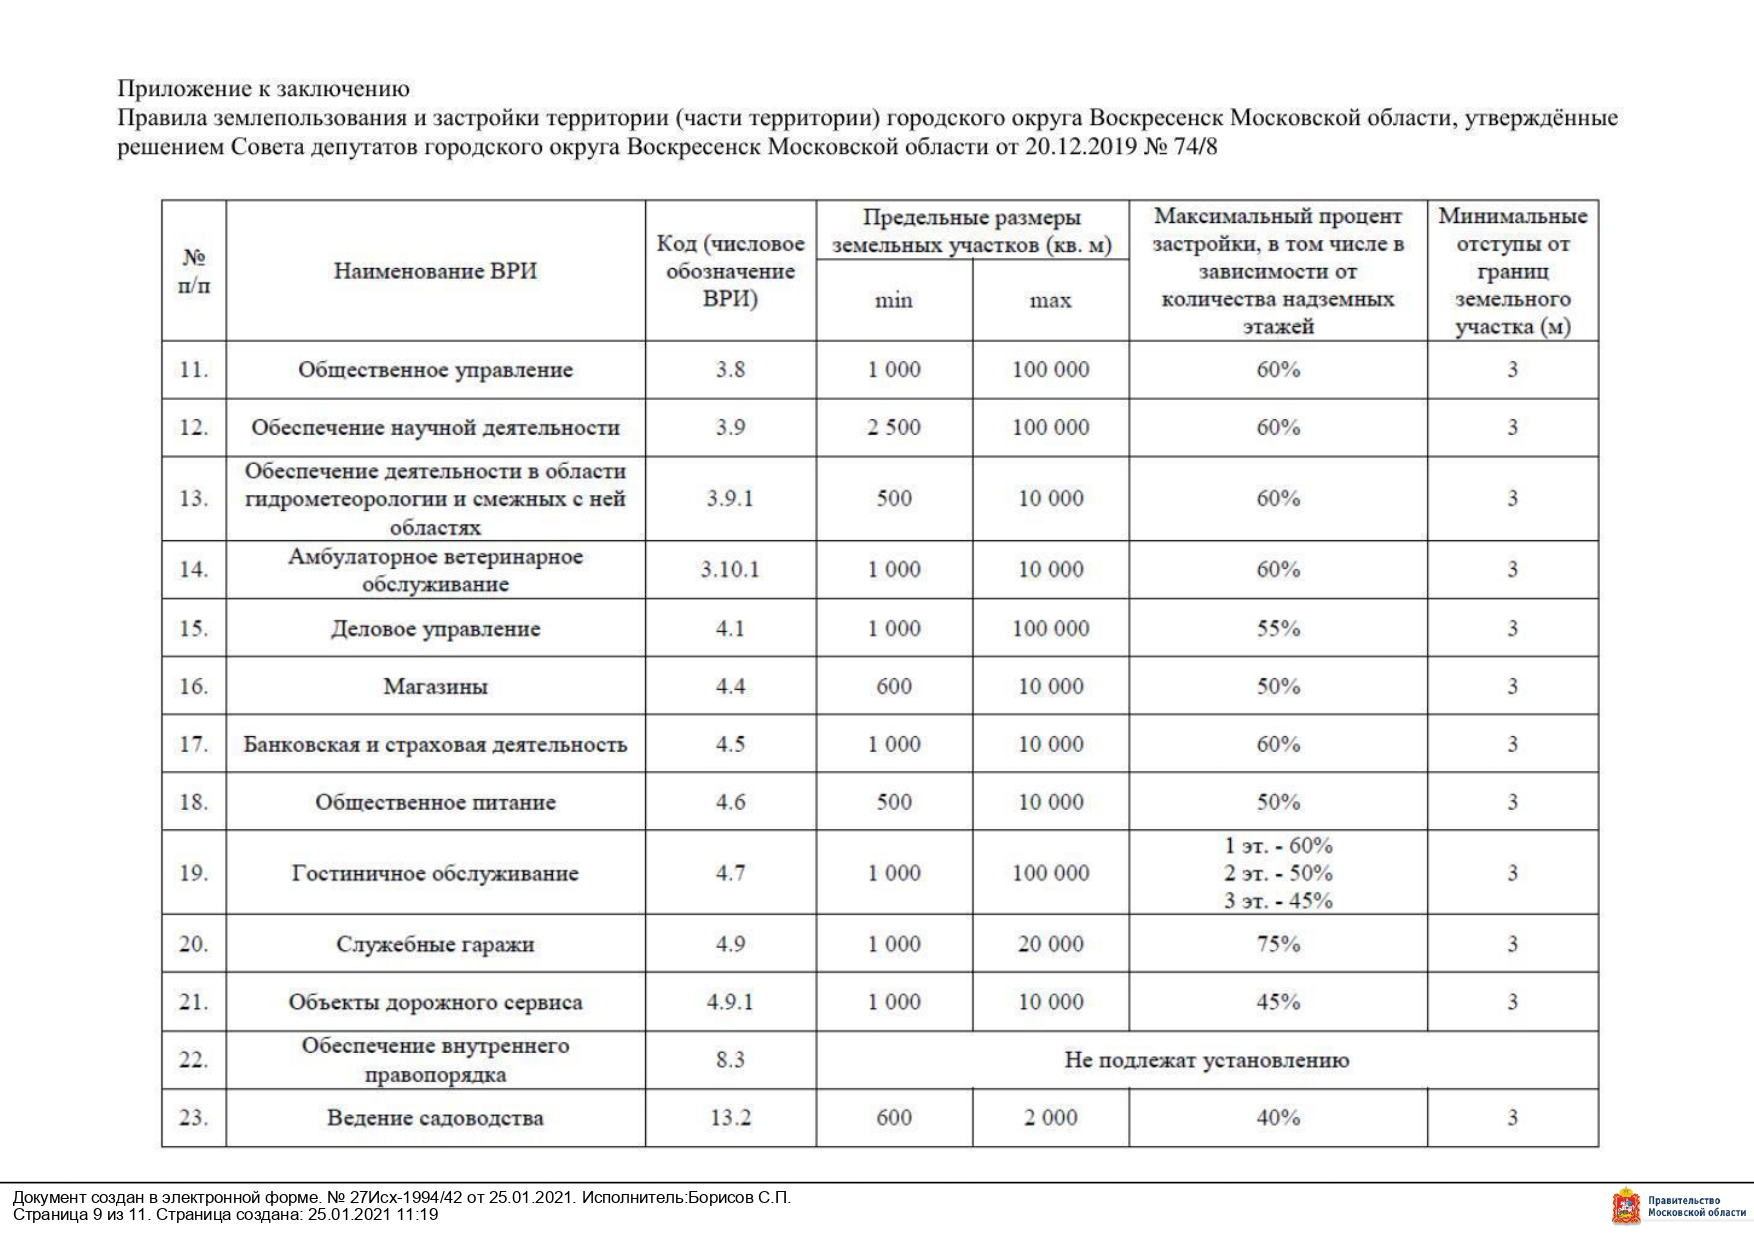 Приложение к заключению
Правила землепользования и застройки территории (части территории) городского округа Воскресенск Московской области, утверждённые
решением Совета депутатов городского округа Воскресенск Московской области от 20.12.2019 № 74/8
№ п/п
Наименование ВРИ
Код (числовое обозначение ВРИ)
Предельные размеры земельных участков (кв. м)
min
max
Максимальный процент застройки, в том числе в зависимости от количества надземных этажей
Минимальные отступы от границ земельного участка (м)
11. Общественное управление 3.8 1 000 100 000 60% 3
12. Обеспечение научной деятельности 3.9 2 500 100 000 60% 3
13. Обеспечение деятельности в области гидрометеорологии и смежных с ней областях 3.9.1 500 10 000 60% 3
14. Амбулаторное ветеринарное обслуживание 3.10.1 1 000 10 000 60% 3
15. Деловое управление 4.1 1 000 100 000 55% 3
16. Магазины 4.4 600 10 000 50% 3
17. Банковская и страховая деятельность 4.5 1 000 10 000 60% 3
18. Общественное питание 4.6 500 10 000 50% 3
19. Гостиничное обслуживание 4.7 1 000 100 000 1 эт. - 60% 2 эт. - 50% 3 эт. - 45% 3
20. Служебные гаражи 4.9 1 000 20 000 75% 3
21. Объекты дорожного сервиса 4.9.1 1 000 10 000 45% 3
22. Обеспечение внутреннего правопорядка 8.3 Не подлежат установлению
23. Ведение садоводства 13.2 600 2 000 40% 3
Документ создан в электронной форме. № 27Исх-1994/42 от 25.01.2021. Исполнитель:Борисов С.П.
Страница 9 из 11. Страница создана: 25.01.2021 11:19
Правительство
Московской области